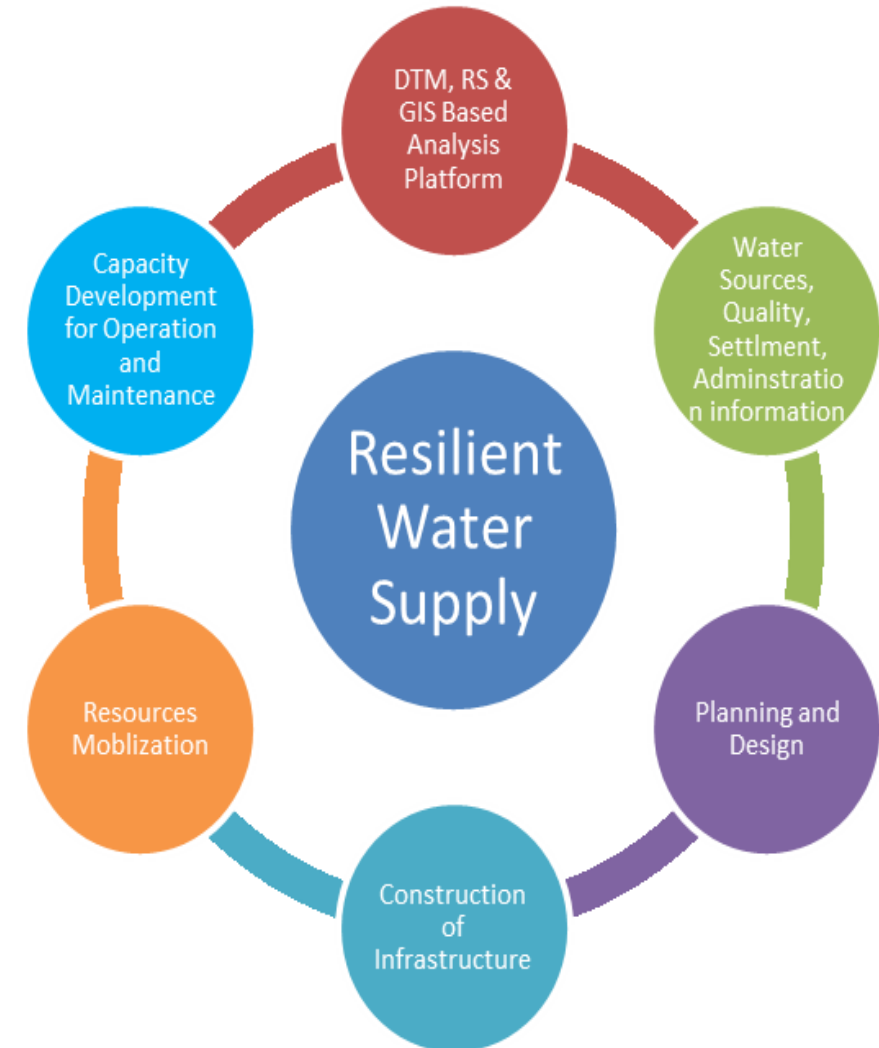 DTM, RS &
GIS Based
Analysis
Platform
Water
Sources,
Quality,
Settlment,
Adminstratio
n information
Planning and
Design
Construction
of
Infrastructure
Resources
Moblization
Capacity
Development
for Operation
and
Maintenance
Resilient
Water
Supply